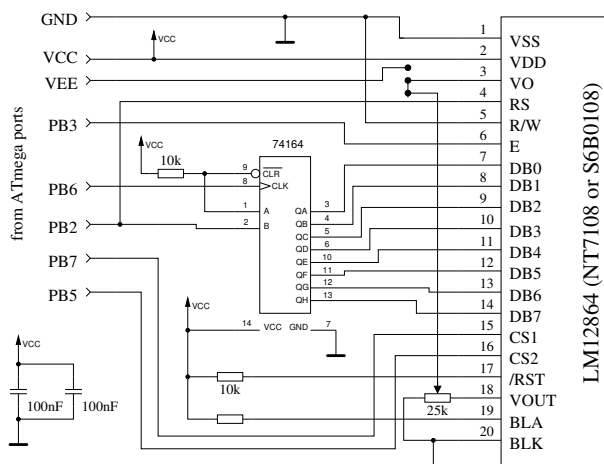 from ATmega ports
GND
VCC
VEE
PB3
PB6
PB2
PB7
PB5
VCC
VCC
10k
74164
9
CLR
8
CLK
1
A
2
B
QA
3
QB
4
QC
5
QD
6
QE
10
QF
11
QG
12
QH
13
14
VCC
GND
7
VCC
10k
25k
VCC
100nF
100nF
1
VSS
2
VDD
3
VO
4
RS
5
R/W
6
E
7
DB0
8
DB1
9
DB2
10
DB3
11
DB4
12
DB5
13
DB6
14
DB7
15
CS1
16
CS2
17
/RST
18
VOUT
19
BLA
20
BLK
LM12864 (NT7108 or S6B0108)